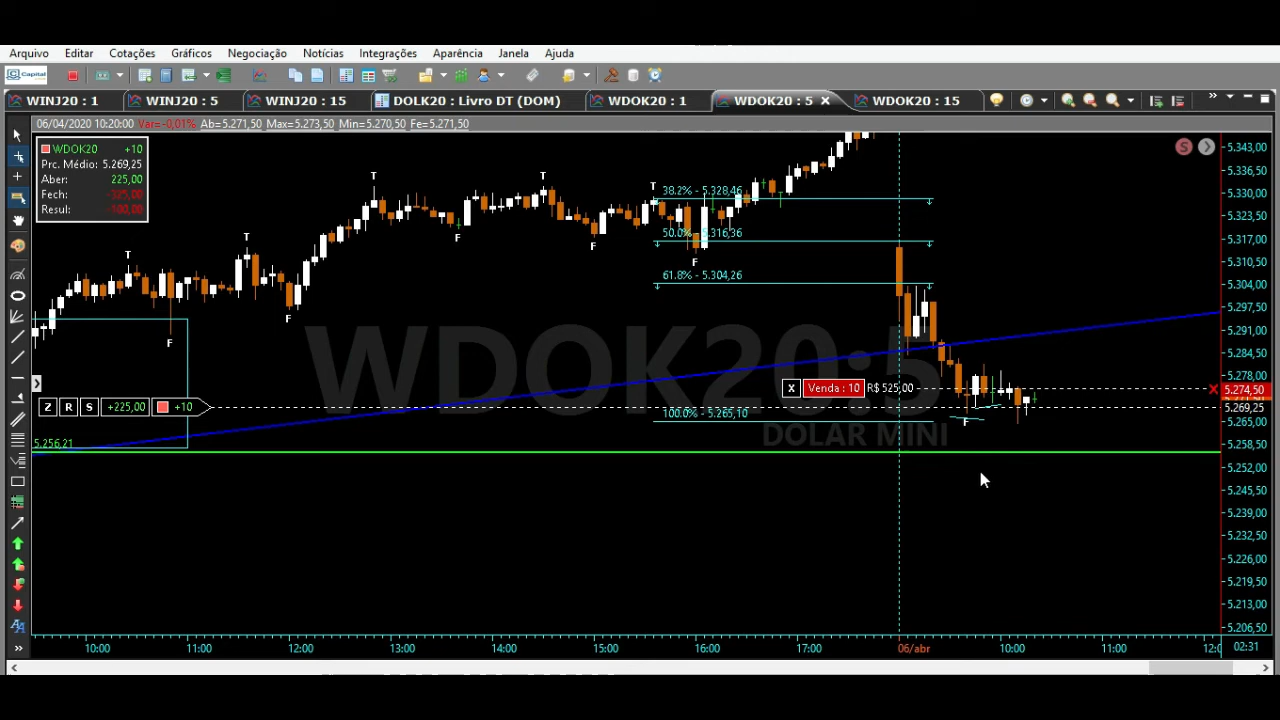 Arquivo Editar Cotações Gráficos Negociação Notícias Integrações Aparência Janela Ajuda
Capital
WINJ20 : 1 WINJ20 : 5 WINJ20 : 15 DOLK20 : Livro DT (DOM) WDOK20 : 1 WDOK20 : 5 WDOK20 : 15
06/04/2020 10:20:00 Var=-0,01% Ab=5.271,50 Max=5.273,50 Min=5.270,50 Fe=5.271,50
WDOK20 +10
Prc. Médio: 5.269,25
Aber: 225,00
Fech: -325,00
Resul: -100,00
S
5.343,00
5.336,50
5.330,00
5.323,50
5.317,00
5.310,50
5.304,00
5.297,50
5.291,00
5.284,50
5.278,00
5.274,50
5.269,25
5.265,00
5.258,50
5.252,00
5.245,50
5.239,00
5.232,50
5.226,00
5.219,50
5.213,00
5.206,50
T T T T T
F F F F F F
38.2% - 5.328,46
50.0% - 5.316,36
61.8% - 5.304,26
100.0% - 5.265,10
WDOK20:5
DOLAR MINI
X Venda : 10 R$ 525,00
Z R S +225,00 +10
5.256,21
10:00 11:00 12:00 13:00 14:00 15:00 16:00 17:00 06/abr 10:00 11:00 12:0 02:31